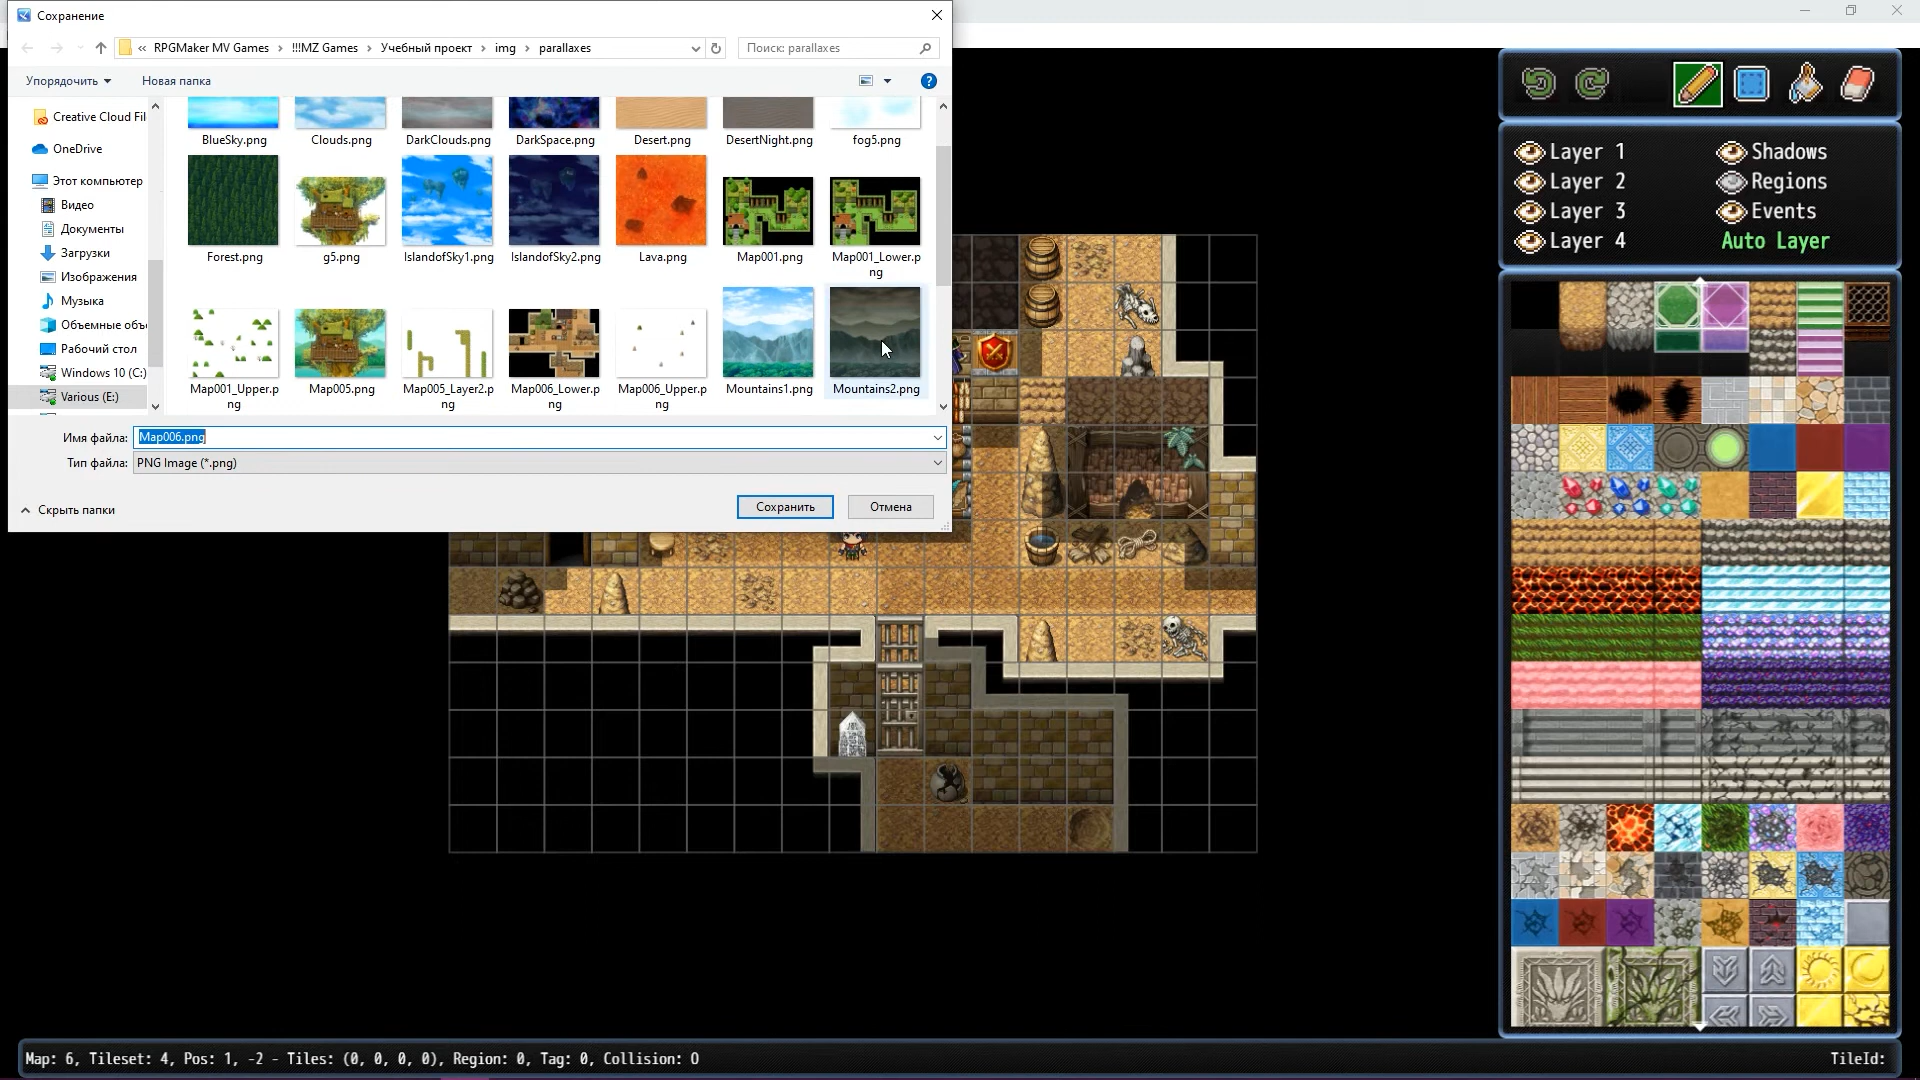 Сохранение
« RPGMaker MV Games › !!!MZ Games › Учебный проект › img › parallaxes
Поиск: parallaxes
Упорядочить
Новая папка
Creative Cloud Fil
OneDrive
Этот компьютер
Видео
Документы
Загрузки
Изображения
Музыка
Объемные объ
Рабочий стол
Windows 10 (C:)
Various (E:)
BlueSky.png
Clouds.png
DarkClouds.png
DarkSpace.png
Desert.png
DesertNight.png
fog5.png
Forest.png
g5.png
IslandofSky1.png
IslandofSky2.png
Lava.png
Map001.png
Map001_Lower.p
ng
Map001_Upper.p
ng
Map005.png
Map005_Layer2.p
ng
Map006_Lower.p
ng
Map006_Upper.p
ng
Mountains1.png
Mountains2.png
Имя файла: Map006.png
Тип файла: PNG Image (*.png)
Скрыть папки
Сохранить
Отмена
Layer 1
Layer 2
Layer 3
Layer 4
Shadows
Regions
Events
Auto Layer
Map: 6, Tileset: 4, Pos: 1, -2 - Tiles: (0, 0, 0, 0), Region: 0, Tag: 0, Collision: O
TileId: